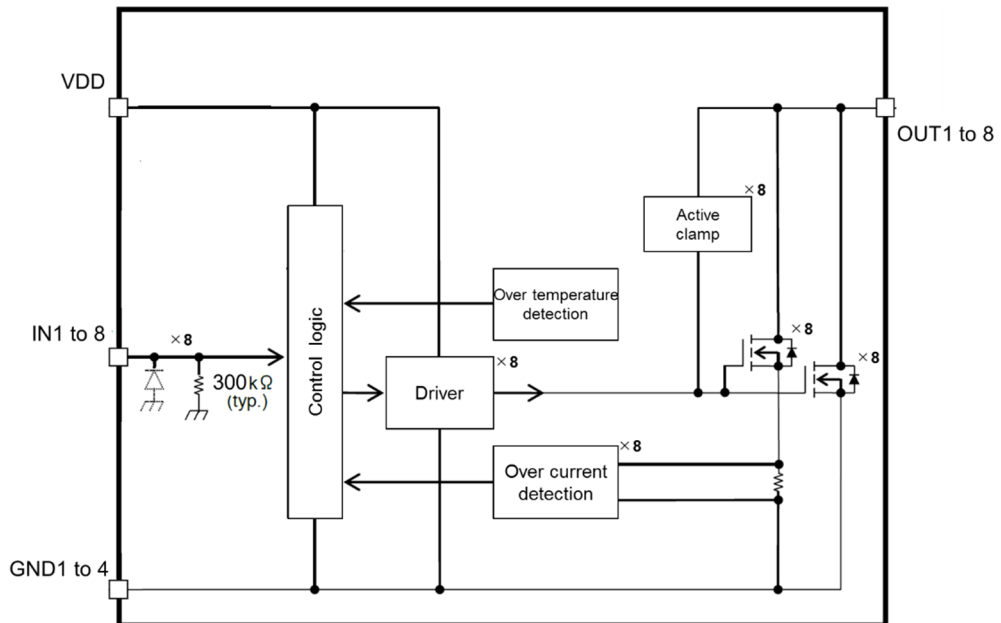 VDD
OUT1 to 8
×8
Active
clamp
Over temperature
detection
IN1 to 8
×8
300kΩ
(typ.)
Control logic
×8
Driver
×8
×8
×8
Over current
detection
GND1 to 4